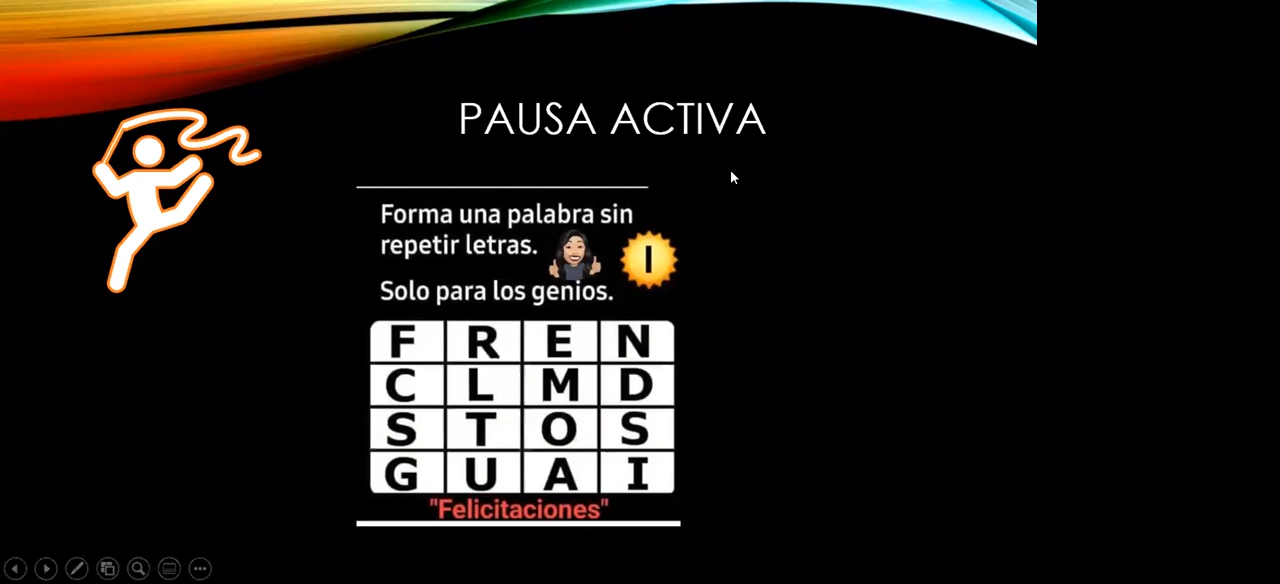 PAUSA ACTIVA
Forma una palabra sin
repetir letras.
I
Solo para los genios.
F R E N
C L M D
S T O S
G U A I
"Felicitaciones"